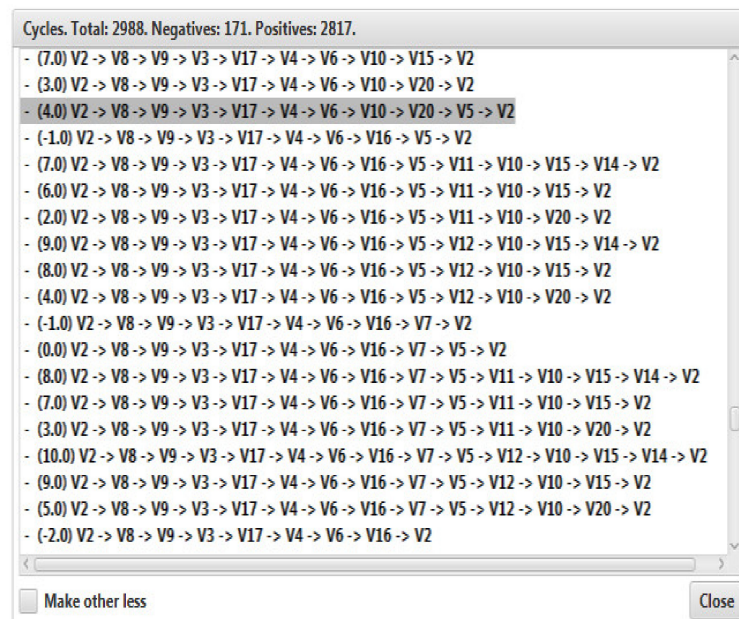 Cycles. Total: 2988. Negatives: 171. Positives: 2817.
- (7.0) V2 -> V8 -> V9 -> V3 -> V17 -> V4 -> V6 -> V10 -> V15 -> V2
- (3.0) V2 -> V8 -> V9 -> V3 -> V17 -> V4 -> V6 -> V10 -> V20 -> V2
- (4.0) V2 -> V8 -> V9 -> V3 -> V17 -> V4 -> V6 -> V10 -> V20 -> V5 -> V2
- (-1.0) V2 -> V8 -> V9 -> V3 -> V17 -> V4 -> V6 -> V16 -> V5 -> V2
- (7.0) V2 -> V8 -> V9 -> V3 -> V17 -> V4 -> V6 -> V16 -> V5 -> V11 -> V10 -> V15 -> V14 -> V2
- (6.0) V2 -> V8 -> V9 -> V3 -> V17 -> V4 -> V6 -> V16 -> V5 -> V11 -> V10 -> V15 -> V2
- (2.0) V2 -> V8 -> V9 -> V3 -> V17 -> V4 -> V6 -> V16 -> V5 -> V11 -> V10 -> V20 -> V2
- (9.0) V2 -> V8 -> V9 -> V3 -> V17 -> V4 -> V6 -> V16 -> V5 -> V12 -> V10 -> V15 -> V14 -> V2
- (8.0) V2 -> V8 -> V9 -> V3 -> V17 -> V4 -> V6 -> V16 -> V5 -> V12 -> V10 -> V15 -> V2
- (4.0) V2 -> V8 -> V9 -> V3 -> V17 -> V4 -> V6 -> V16 -> V5 -> V12 -> V10 -> V20 -> V2
- (-1.0) V2 -> V8 -> V9 -> V3 -> V17 -> V4 -> V6 -> V16 -> V7 -> V2
- (0.0) V2 -> V8 -> V9 -> V3 -> V17 -> V4 -> V6 -> V16 -> V7 -> V5 -> V2
- (8.0) V2 -> V8 -> V9 -> V3 -> V17 -> V4 -> V6 -> V16 -> V7 -> V5 -> V11 -> V10 -> V15 -> V14 -> V2
- (7.0) V2 -> V8 -> V9 -> V3 -> V17 -> V4 -> V6 -> V16 -> V7 -> V5 -> V11 -> V10 -> V15 -> V2
- (3.0) V2 -> V8 -> V9 -> V3 -> V17 -> V4 -> V6 -> V16 -> V7 -> V5 -> V11 -> V10 -> V20 -> V2
- (10.0) V2 -> V8 -> V9 -> V3 -> V17 -> V4 -> V6 -> V16 -> V7 -> V5 -> V12 -> V10 -> V15 -> V14 -> V2
- (9.0) V2 -> V8 -> V9 -> V3 -> V17 -> V4 -> V6 -> V16 -> V7 -> V5 -> V12 -> V10 -> V15 -> V2
- (5.0) V2 -> V8 -> V9 -> V3 -> V17 -> V4 -> V6 -> V16 -> V7 -> V5 -> V12 -> V10 -> V20 -> V2
- (-2.0) V2 -> V8 -> V9 -> V3 -> V17 -> V4 -> V6 -> V16 -> V2
Make other less
Close